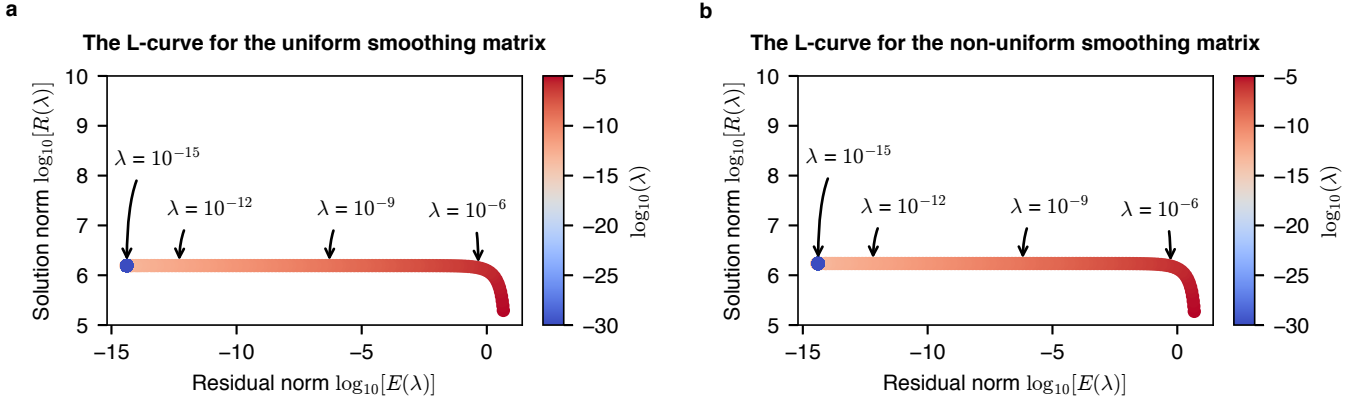 a
The L-curve for the uniform smoothing matrix
Solution norm log₁₀[R(λ)]
10
9
8
7
6
5
λ = 10⁻¹⁵
λ = 10⁻¹²
λ = 10⁻⁹
λ = 10⁻⁶
−15
−10
−5
0
Residual norm log₁₀[E(λ)]
−5
−10
−15
−20
−25
−30
log₁₀(λ)
b
The L-curve for the non-uniform smoothing matrix
Solution norm log₁₀[R(λ)]
10
9
8
7
6
5
λ = 10⁻¹⁵
λ = 10⁻¹²
λ = 10⁻⁹
λ = 10⁻⁶
−15
−10
−5
0
Residual norm log₁₀[E(λ)]
−5
−10
−15
−20
−25
−30
log₁₀(λ)